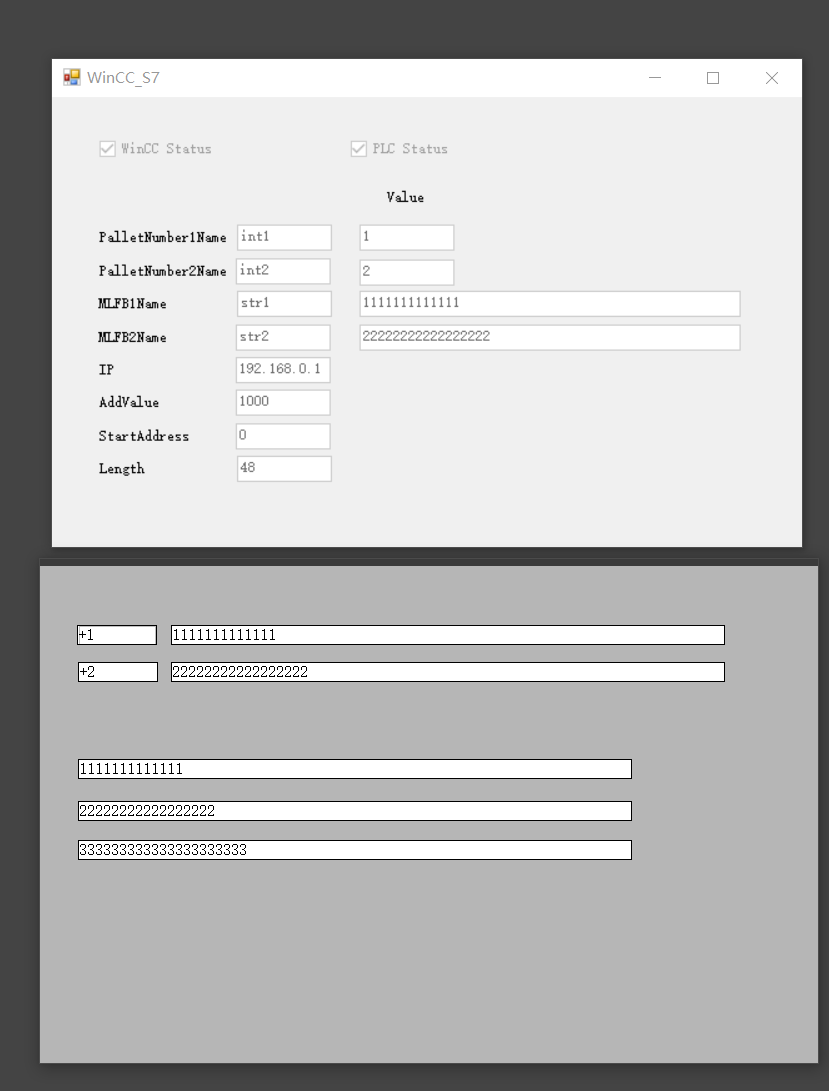 WinCC_S7
WinCC Status PLC Status
Value
PalletNumber1Name int1 1
PalletNumber2Name int2 2
MLFB1Name str1 1111111111111
MLFB2Name str2 22222222222222222
IP 192.168.0.1
AddValue 1000
StartAddress 0
Length 48
+1 1111111111111
+2 22222222222222222
1111111111111
22222222222222222
333333333333333333333